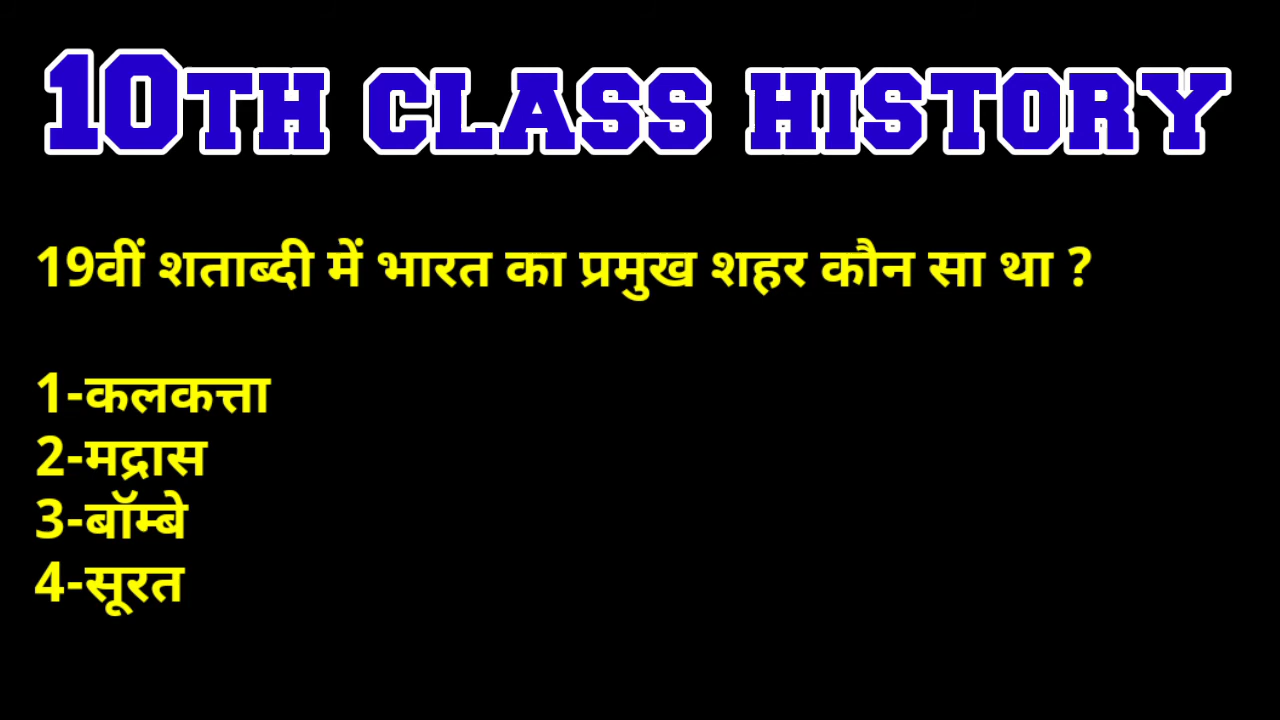 10TH CLASS HISTORY
19वीं शताब्दी में भारत का प्रमुख शहर कौन सा था ?
1-कलकत्ता
2-मद्रास
3-बॉम्बे
4-सूरत